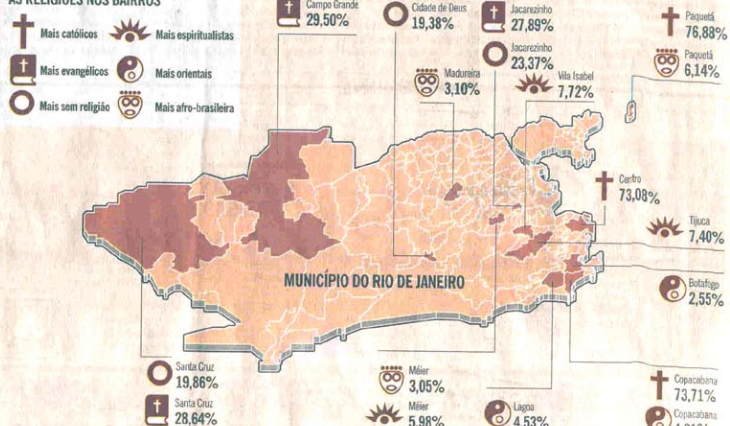 AS RELIGIÕES NOS BAIRROS
Mais católicos
Mais espiritualistas
Mais evangélicos
Mais orientais
Mais sem religião
Mais afro-brasileira
Campo Grande
29,50%
Cidade de Deus
19,38%
Jacarezinho
27,89%
Jacarezinho
23,37%
Madureira
3,10%
Vila Isabel
7,72%
Paquetá
76,88%
Paquetá
6,14%
Centro
73,08%
Tijuca
7,40%
Botafogo
2,55%
MUNICÍPIO DO RIO DE JANEIRO
Santa Cruz
19,86%
Santa Cruz
28,64%
Méier
3,05%
Méier
5,98%
Lagoa
4,53%
Copacabana
73,71%
Copacabana